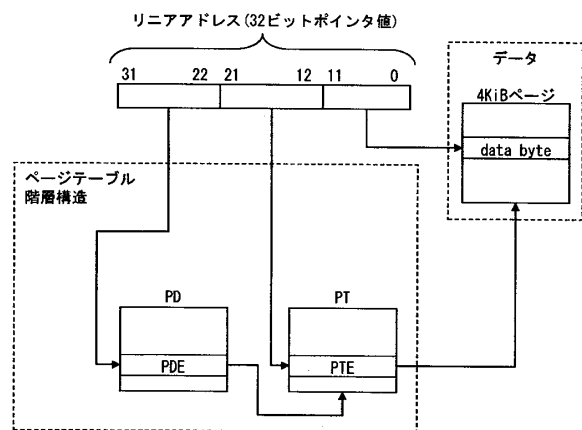 リニアアドレス(32ビットポインタ値)
31 22 21 12 11 0
データ
4KiBページ
data byte
ページテーブル
階層構造
PD
PT
PDE
PTE